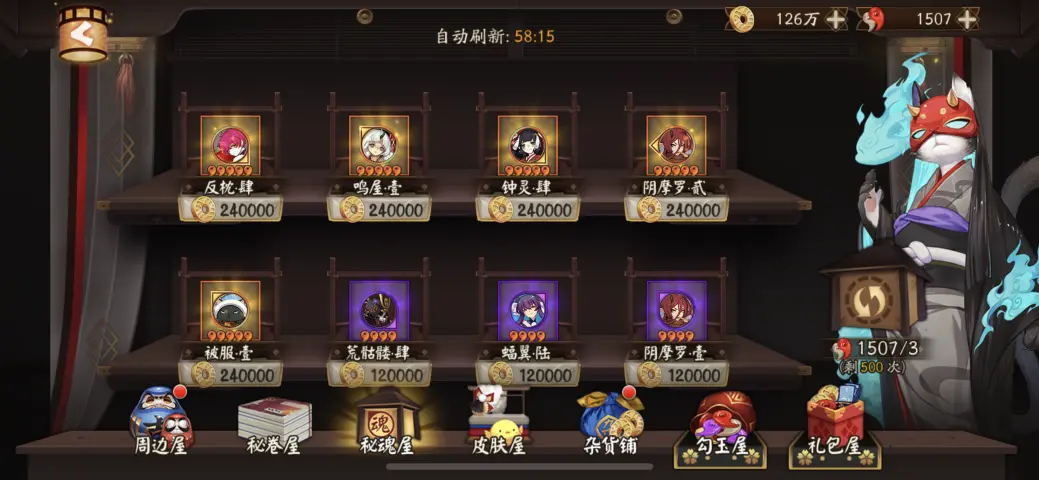 126万
1507
自动刷新: 58:15
反枕·肆
鸣屋·壹
钟灵·肆
阴摩罗·贰
240000
240000
240000
240000
被服·壹
荒骷髅·肆
蝠翼·陆
阴摩罗·壹
240000
120000
120000
120000
1507/3
(剩500次)
魂
周边屋
秘卷屋
秘魂屋
皮肤屋
杂货铺
勾玉屋
礼包屋